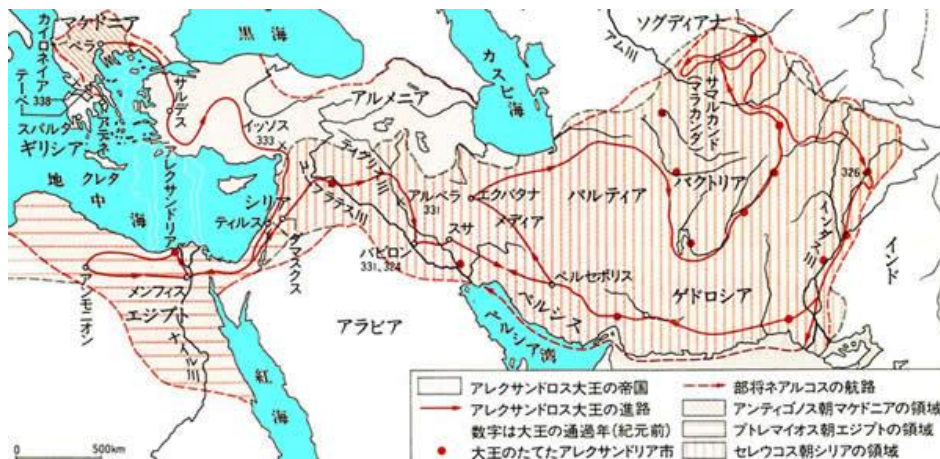 マケドニア
カイロネイア
ペラ
テーベ
338
スパルタ
アテネ
ギリシア
サルデス
黒海
アルメニア
カスピ海
ソグディアナ
アム川
サマルカンド
マラカンダ
イッソス
333
ティグリス川
ユーフラテス川
アルベラ
331
エクバタナ
メディア
パルティア
バクトリア
326
インダス川
インド
地中海
クレタ
アレクサンドリア
シリア
ティルス
ダマスクス
バビロン
331,324
スサ
ペルセポリス
ペルシス
ペルシア湾
ゲドロシア
アンモニオン
メンフィス
エジプト
ナイル川
紅海
アラビア
0 500km
アレクサンドロス大王の帝国
アレクサンドロス大王の進路
数字は大王の通過年(紀元前)
大王のたてたアレクサンドリア市
部将ネアルコスの航路
アンティゴノス朝マケドニアの領域
プトレマイオス朝エジプトの領域
セレウコス朝シリアの領域